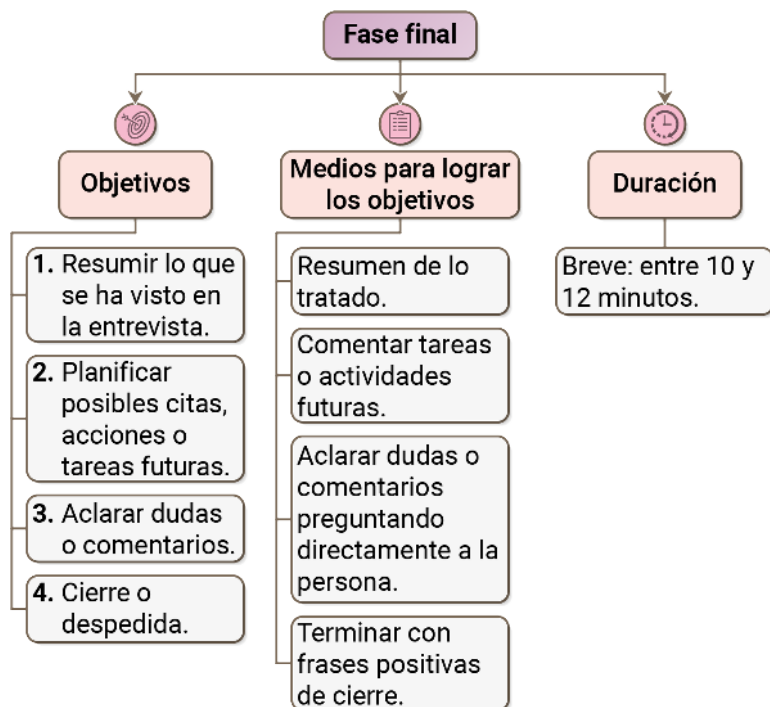 Fase final
Objetivos
1. Resumir lo que
se ha visto en
la entrevista.
2. Planificar
posibles citas,
acciones o
tareas futuras.
3. Aclarar dudas
o comentarios.
4. Cierre o
despedida.
Medios para lograr
los objetivos
Resumen de lo
tratado.
Comentar tareas
o actividades
futuras.
Aclarar dudas o
comentarios
preguntando
directamente a la
persona.
Terminar con
frases positivas
de cierre.
Duración
Breve: entre 10 y
12 minutos.